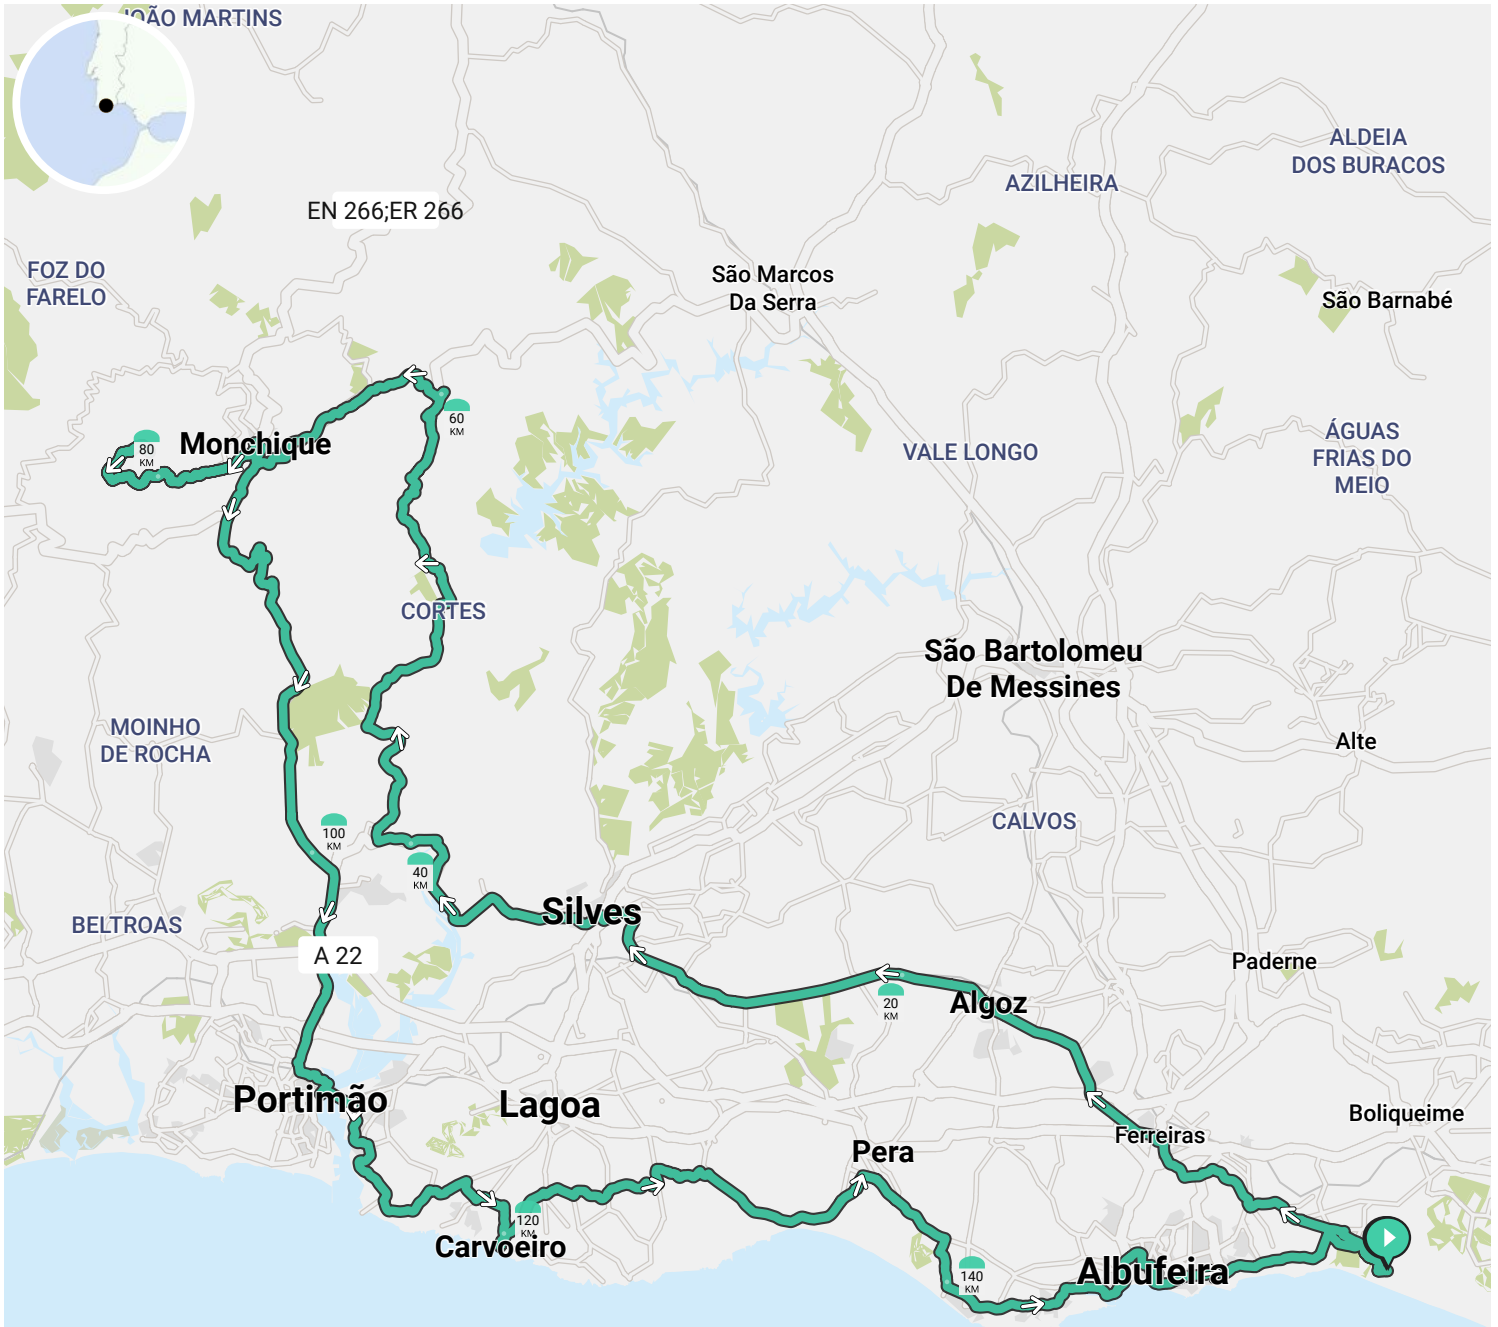 JOÃO MARTINS
ALDEIA
DOS BURACOS
AZILHEIRA
EN 266;ER 266
FOZ DO
FARELO
São Marcos
Da Serra
São Barnabé
60
KM
Monchique
80
KM
VALE LONGO
ÁGUAS
FRIAS DO
MEIO
CORTES
São Bartolomeu
De Messines
MOINHO
DE ROCHA
Alte
CALVOS
100
KM
40
KM
BELTROAS
Silves
A 22
Paderne
20
KM
Algoz
Portimão
Lagoa
Boliqueime
Ferreiras
Pera
120
KM
Carvoeiro
140
KM
Albufeira